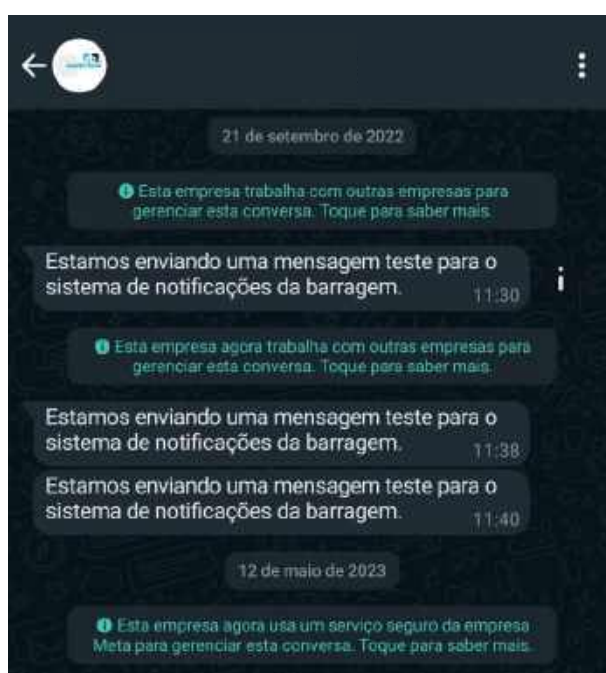 21 de setembro de 2022
Esta empresa trabalha com outras empresas para
gerenciar esta conversa. Toque para saber mais.
Estamos enviando uma mensagem teste para o
sistema de notificações da barragem.
11:30
Esta empresa agora trabalha com outras empresas para
gerenciar esta conversa. Toque para saber mais.
Estamos enviando uma mensagem teste para o
sistema de notificações da barragem.
11:38
Estamos enviando uma mensagem teste para o
sistema de notificações da barragem.
11:40
12 de maio de 2023
Esta empresa agora usa um serviço seguro da empresa
Meta para gerenciar esta conversa. Toque para saber mais.